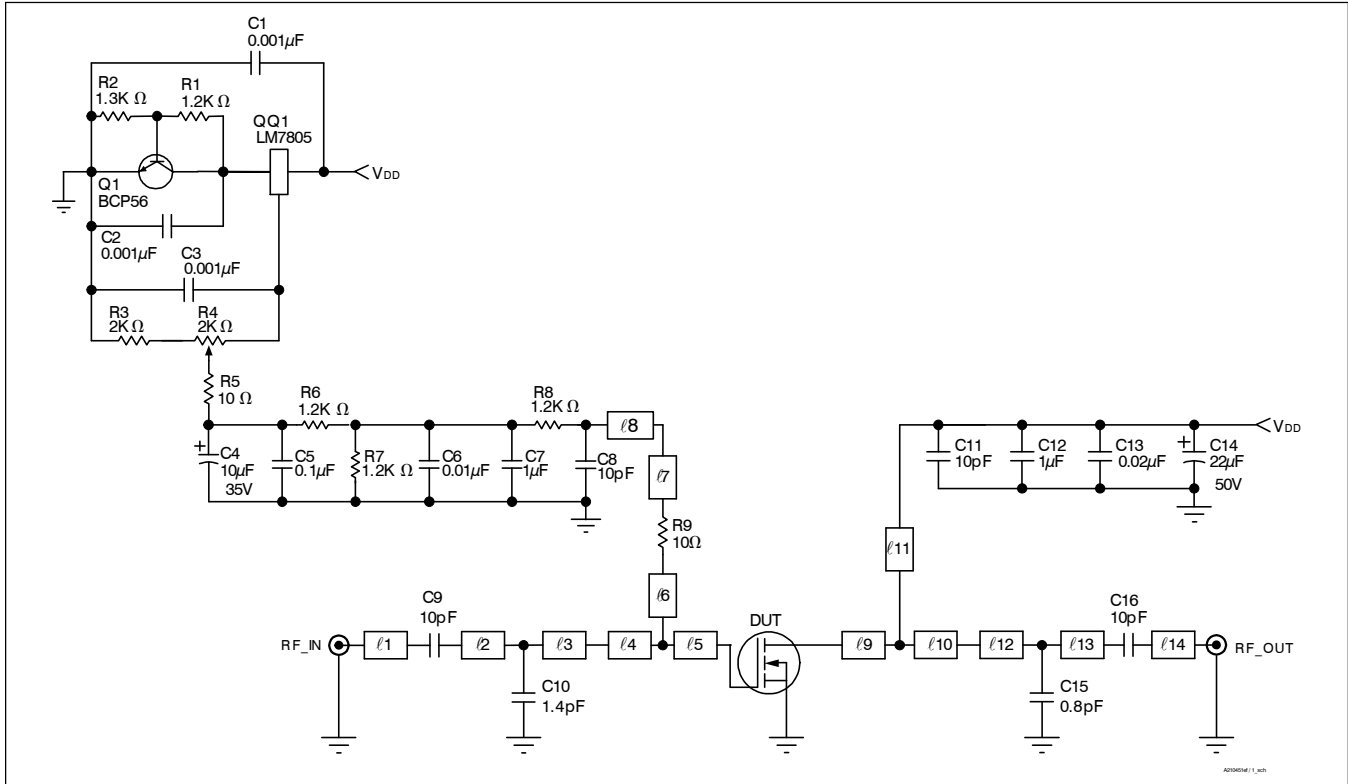 C1
0.001µF
R2
1.3K Ω
R1
1.2K Ω
QQ1
LM7805
VDD
Q1
BCP56
C2
0.001µF
C3
0.001µF
R3
2K Ω
R4
2K Ω
R5
10 Ω
R6
1.2K Ω
R8
1.2K Ω
ℓ8
C4
10µF
35V
C5
0.1µF
R7
1.2K Ω
C6
0.01µF
C7
1µF
C8
10pF
ℓ7
R9
10Ω
ℓ6
VDD
C11
10pF
C12
1µF
C13
0.02µF
C14
22µF
50V
ℓ11
RF_IN
ℓ1
C9
10pF
ℓ2
ℓ3
ℓ4
ℓ5
DUT
ℓ9
ℓ10
ℓ12
ℓ13
C16
10pF
ℓ14
RF_OUT
C10
1.4pF
C15
0.8pF